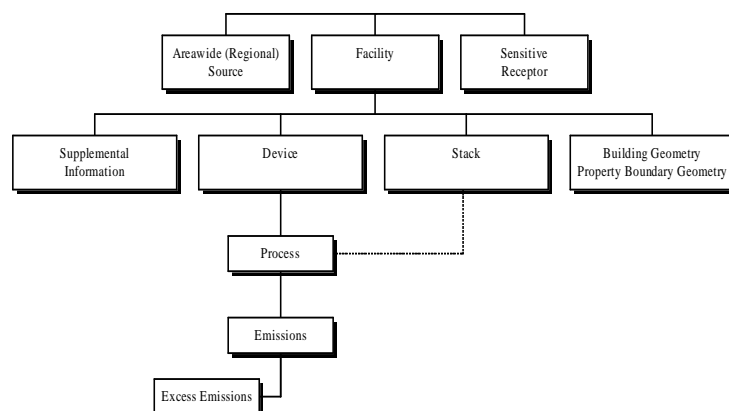 Areawide (Regional)
Source
Facility
Sensitive
Receptor
Supplemental
Information
Device
Stack
Building Geometry
Property Boundary Geometry
Process
Emissions
Excess Emissions